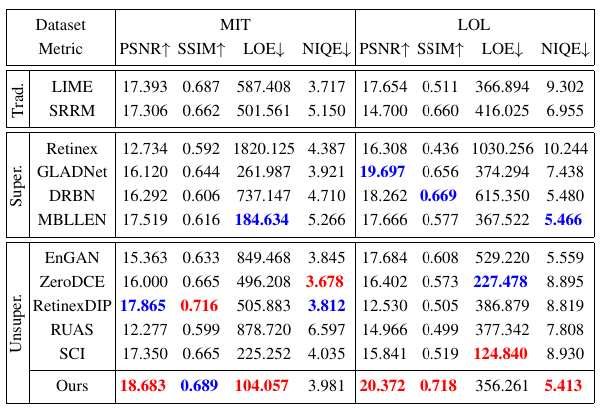 Dataset MIT LOL
Metric PSNR↑ SSIM↑ LOE↓ NIQE↓ PSNR↑ SSIM↑ LOE↓ NIQE↓
Trad.
LIME 17.393 0.687 587.408 3.717 17.654 0.511 366.894 9.302
SRRM 17.306 0.662 501.561 5.150 14.700 0.660 416.025 6.955
Super.
Retinex 12.734 0.592 1820.125 4.387 16.308 0.436 1030.256 10.244
GLADNet 16.120 0.644 261.987 3.921 19.697 0.656 374.294 7.438
DRBN 16.292 0.606 737.147 4.710 18.262 0.669 615.350 5.480
MBLLEN 17.519 0.616 184.634 5.266 17.666 0.577 367.522 5.466
Unsuper.
EnGAN 15.363 0.633 849.468 3.845 17.684 0.608 529.220 5.559
ZeroDCE 16.000 0.665 496.208 3.678 16.402 0.573 227.478 8.895
RetinexDIP 17.865 0.716 505.883 3.812 12.530 0.505 386.879 8.819
RUAS 12.277 0.599 878.720 6.597 14.966 0.499 377.342 7.808
SCI 17.350 0.665 225.252 4.035 15.841 0.519 124.840 8.930
Ours 18.683 0.689 104.057 3.981 20.372 0.718 356.261 5.413